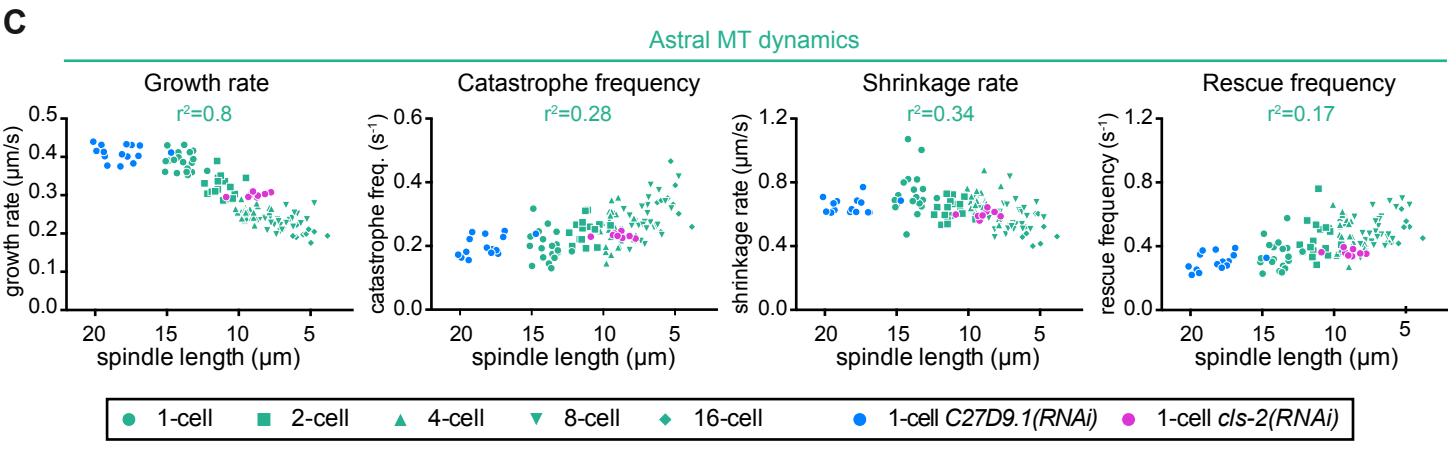 C
Astral MT dynamics
Growth rate
r²=0.8
growth rate (µm/s)
0.5
0.4
0.3
0.2
0.1
0.0
20 15 10 5
spindle length (µm)
Catastrophe frequency
r²=0.28
catastrophe freq. (s⁻¹)
0.6
0.4
0.2
0.0
20 15 10 5
spindle length (µm)
Shrinkage rate
r²=0.34
shrinkage rate (µm/s)
1.2
0.8
0.4
0.0
20 15 10 5
spindle length (µm)
Rescue frequency
r²=0.17
rescue frequency (s⁻¹)
1.2
0.8
0.4
0.0
20 15 10 5
spindle length (µm)
1-cell 2-cell 4-cell 8-cell 16-cell 1-cell C27D9.1(RNAi) 1-cell cls-2(RNAi)